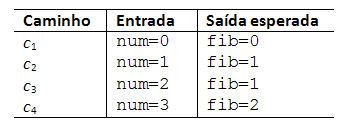 Caminho Entrada Saída esperada
c1 num=0 fib=0
c2 num=1 fib=1
c3 num=2 fib=1
c4 num=3 fib=2